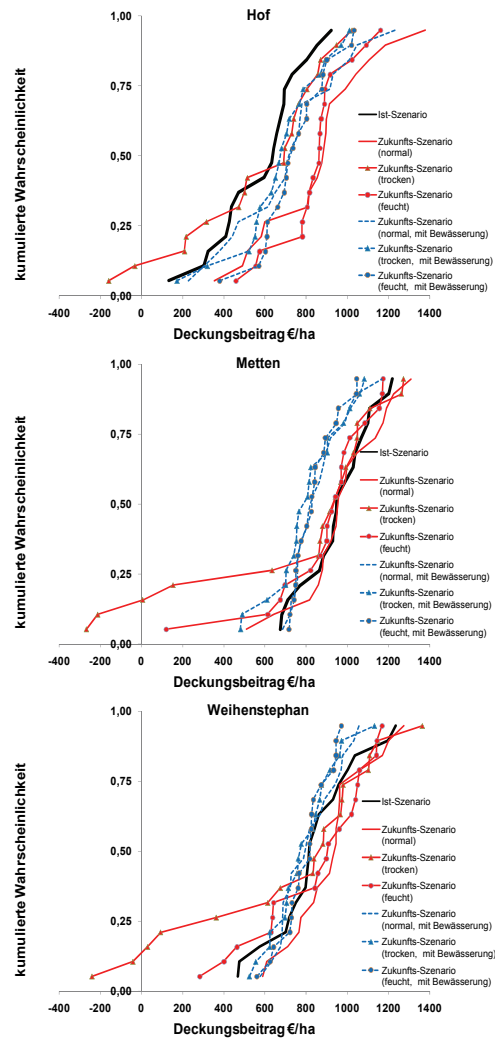 Hof
kumulierte Wahrscheinlichkeit
1,00
0,75
0,50
0,25
0,00
-200 0 200 400 600 800 1000 1200 1400
Deckungsbeitrag €/ha
Ist-Szenario
Zukunfts-Szenario
(normal)
Zukunfts-Szenario
(trocken)
Zukunfts-Szenario
(feucht)
Zukunfts-Szenario
(normal, mit Bewässerung)
Zukunfts-Szenario
(trocken, mit Bewässerung)
Zukunfts-Szenario
(feucht, mit Bewässerung)
Metten
kumulierte Wahrscheinlichkeit
1,00
0,75
0,50
0,25
0,00
-400 -200 0 200 400 600 800 1000 1200 1400
Deckungsbeitrag €/ha
Ist-Szenario
Zukunfts-Szenario
(normal)
Zukunfts-Szenario
(trocken)
Zukunfts-Szenario
(feucht)
Zukunfts-Szenario
(normal, mit Bewässerung)
Zukunfts-Szenario
(trocken, mit Bewässerung)
Zukunfts-Szenario
(feucht, mit Bewässerung)
Weihenstephan
kumulierte Wahrscheinlichkeit
1,00
0,75
0,50
0,25
0,00
-400 -200 0 200 400 600 800 1000 1200 1400
Deckungsbeitrag €/ha
Ist-Szenario
Zukunfts-Szenario
(normal)
Zukunfts-Szenario
(trocken)
Zukunfts-Szenario
(feucht)
Zukunfts-Szenario
(normal, mit Bewässerung)
Zukunfts-Szenario
(trocken, mit Bewässerung)
Zukunfts-Szenario
(feucht, mit Bewässerung)